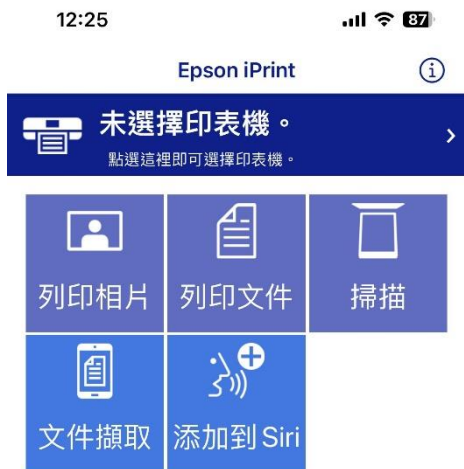 12:25
87
Epson iPrint
未選擇印表機。
點選這裡即可選擇印表機。
列印相片
列印文件
掃描
文件擷取
添加到 Siri